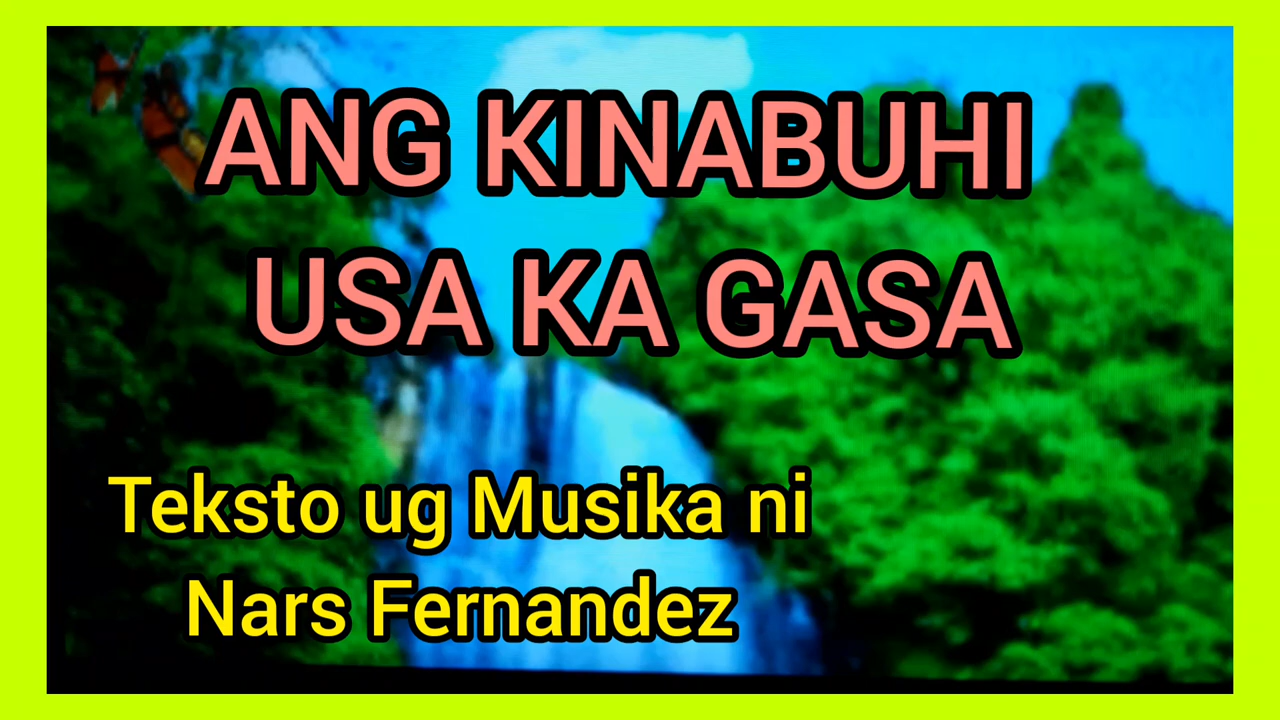 ANG KINABUHI
USA KA GASA
Teksto ug Musika ni
Nars Fernandez